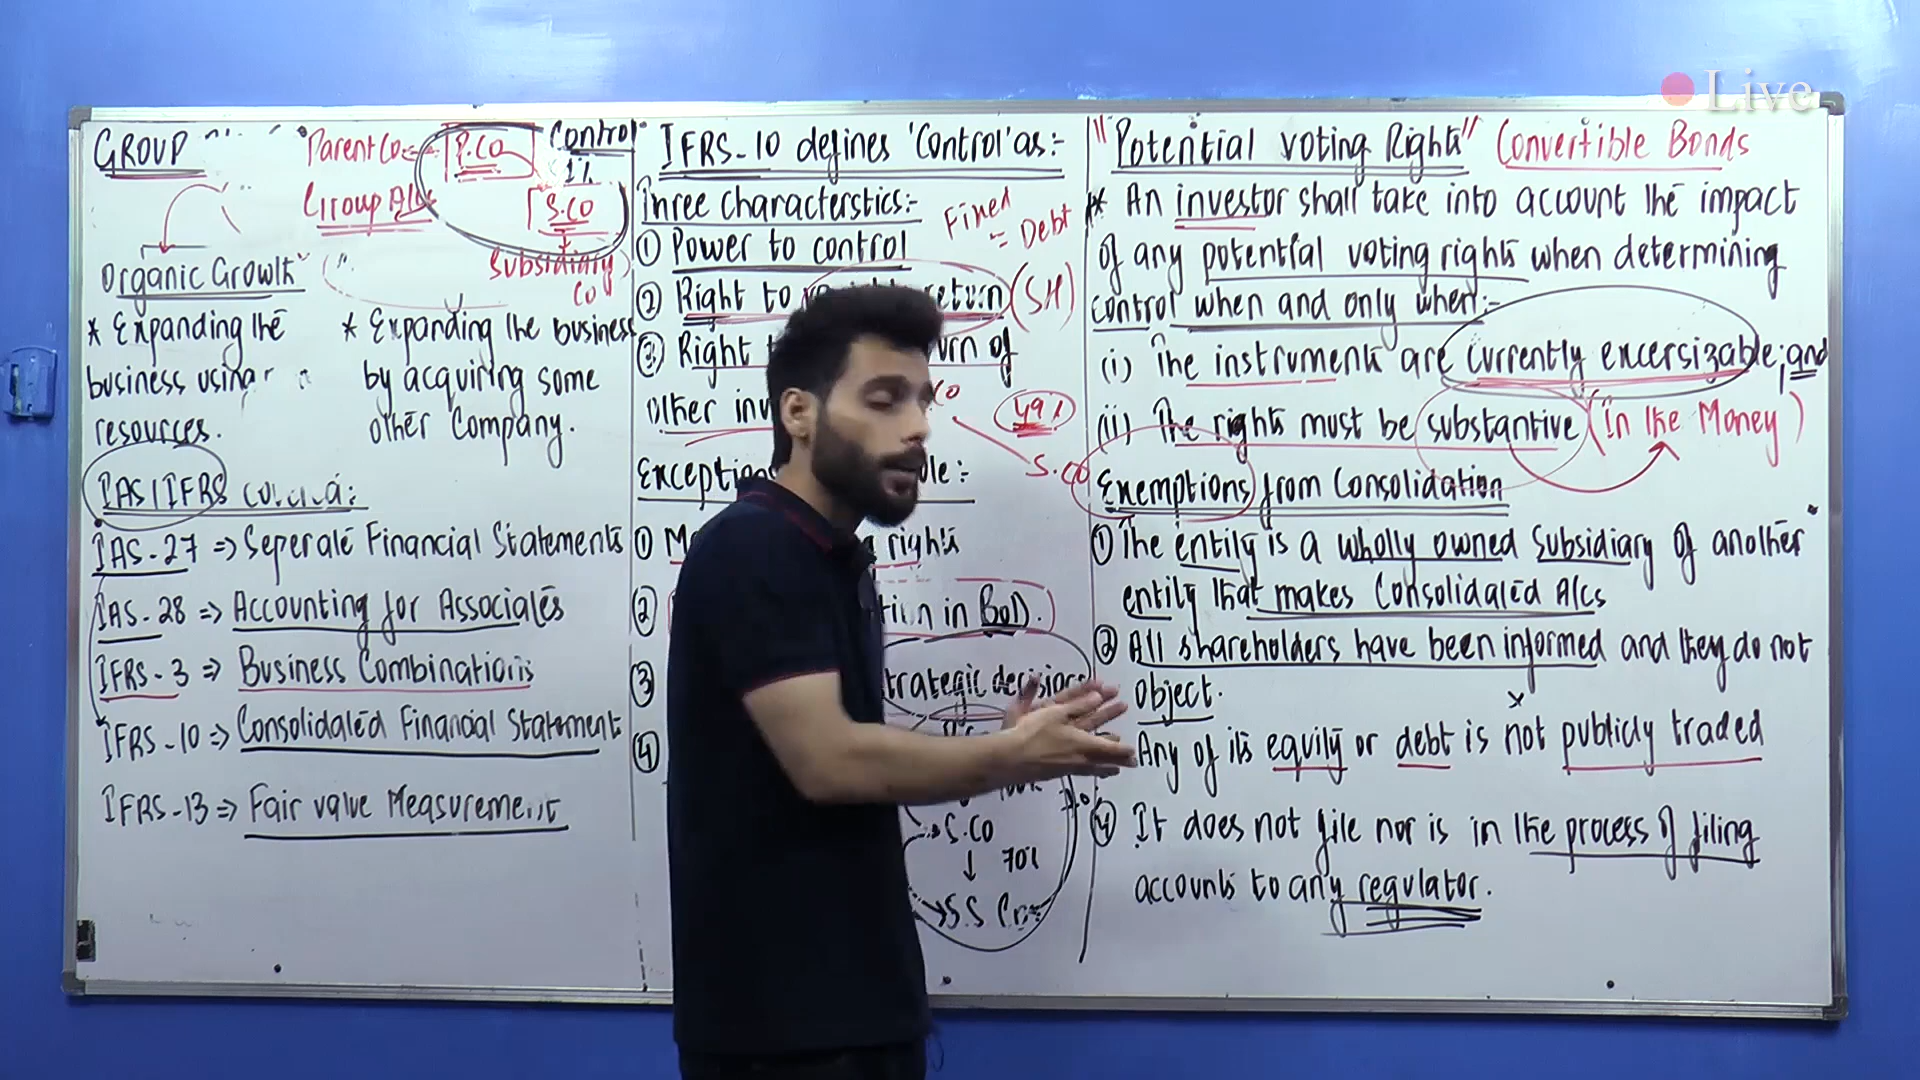 Live
GROUP
"Parent Co
P.CO
Control"
51%
Group A/cs
S.CO
Subsidiary
Co
Organic Growth
* Expanding the
business using
resources.
* Expanding the business
by acquiring some
other Company.
IAS/IFRS
IAS-27 => Seperate Financial Statements
IAS-28 => Accounting for Associates
IFRS-3 => Business Combinations
IFRS-10 => Consolidated Financial Statement
IFRS-13 => Fair value Measurement
IFRS-10 defines 'Control' as:-
Three Characterstics:-
① Power to control
② Right to return (SH)
③ Right
Other
Fixed
= Debt
49%
S.CO
:-
① rights
② in BoD.
③ strategic decisions
④
S.CO
↓ 70%
S.S Co
"Potential voting Rights" Convertible Bonds
* An investor shall take into account the impact
of any potential voting rights when determining
control when and only when:-
(i) The instruments are currently excersizable; and
(ii) The rights must be substantive (In the Money)
Exemptions from Consolidation
① The entity is a wholly owned Subsidiary of another
entity that makes Consolidated A/cs
② All shareholders have been informed and they do not
Object.
Any of its equity or debt is not publicly traded
④ It does not file nor is in the process of filing
accounts to any regulator.